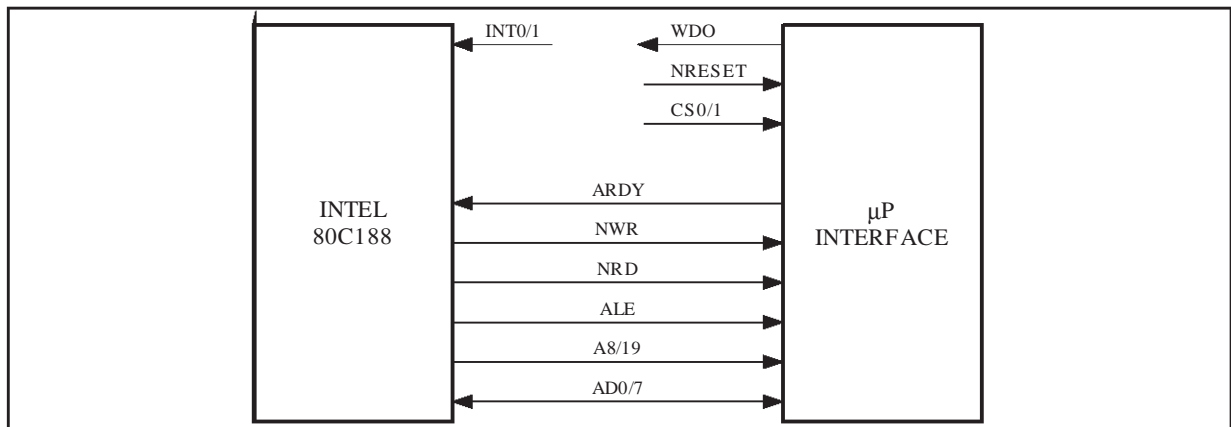 INT0/1
WDO
NRESET
CS0/1
ARDY
INTEL
80C188
NWR
µP
INTERFACE
NRD
ALE
A8/19
AD0/7